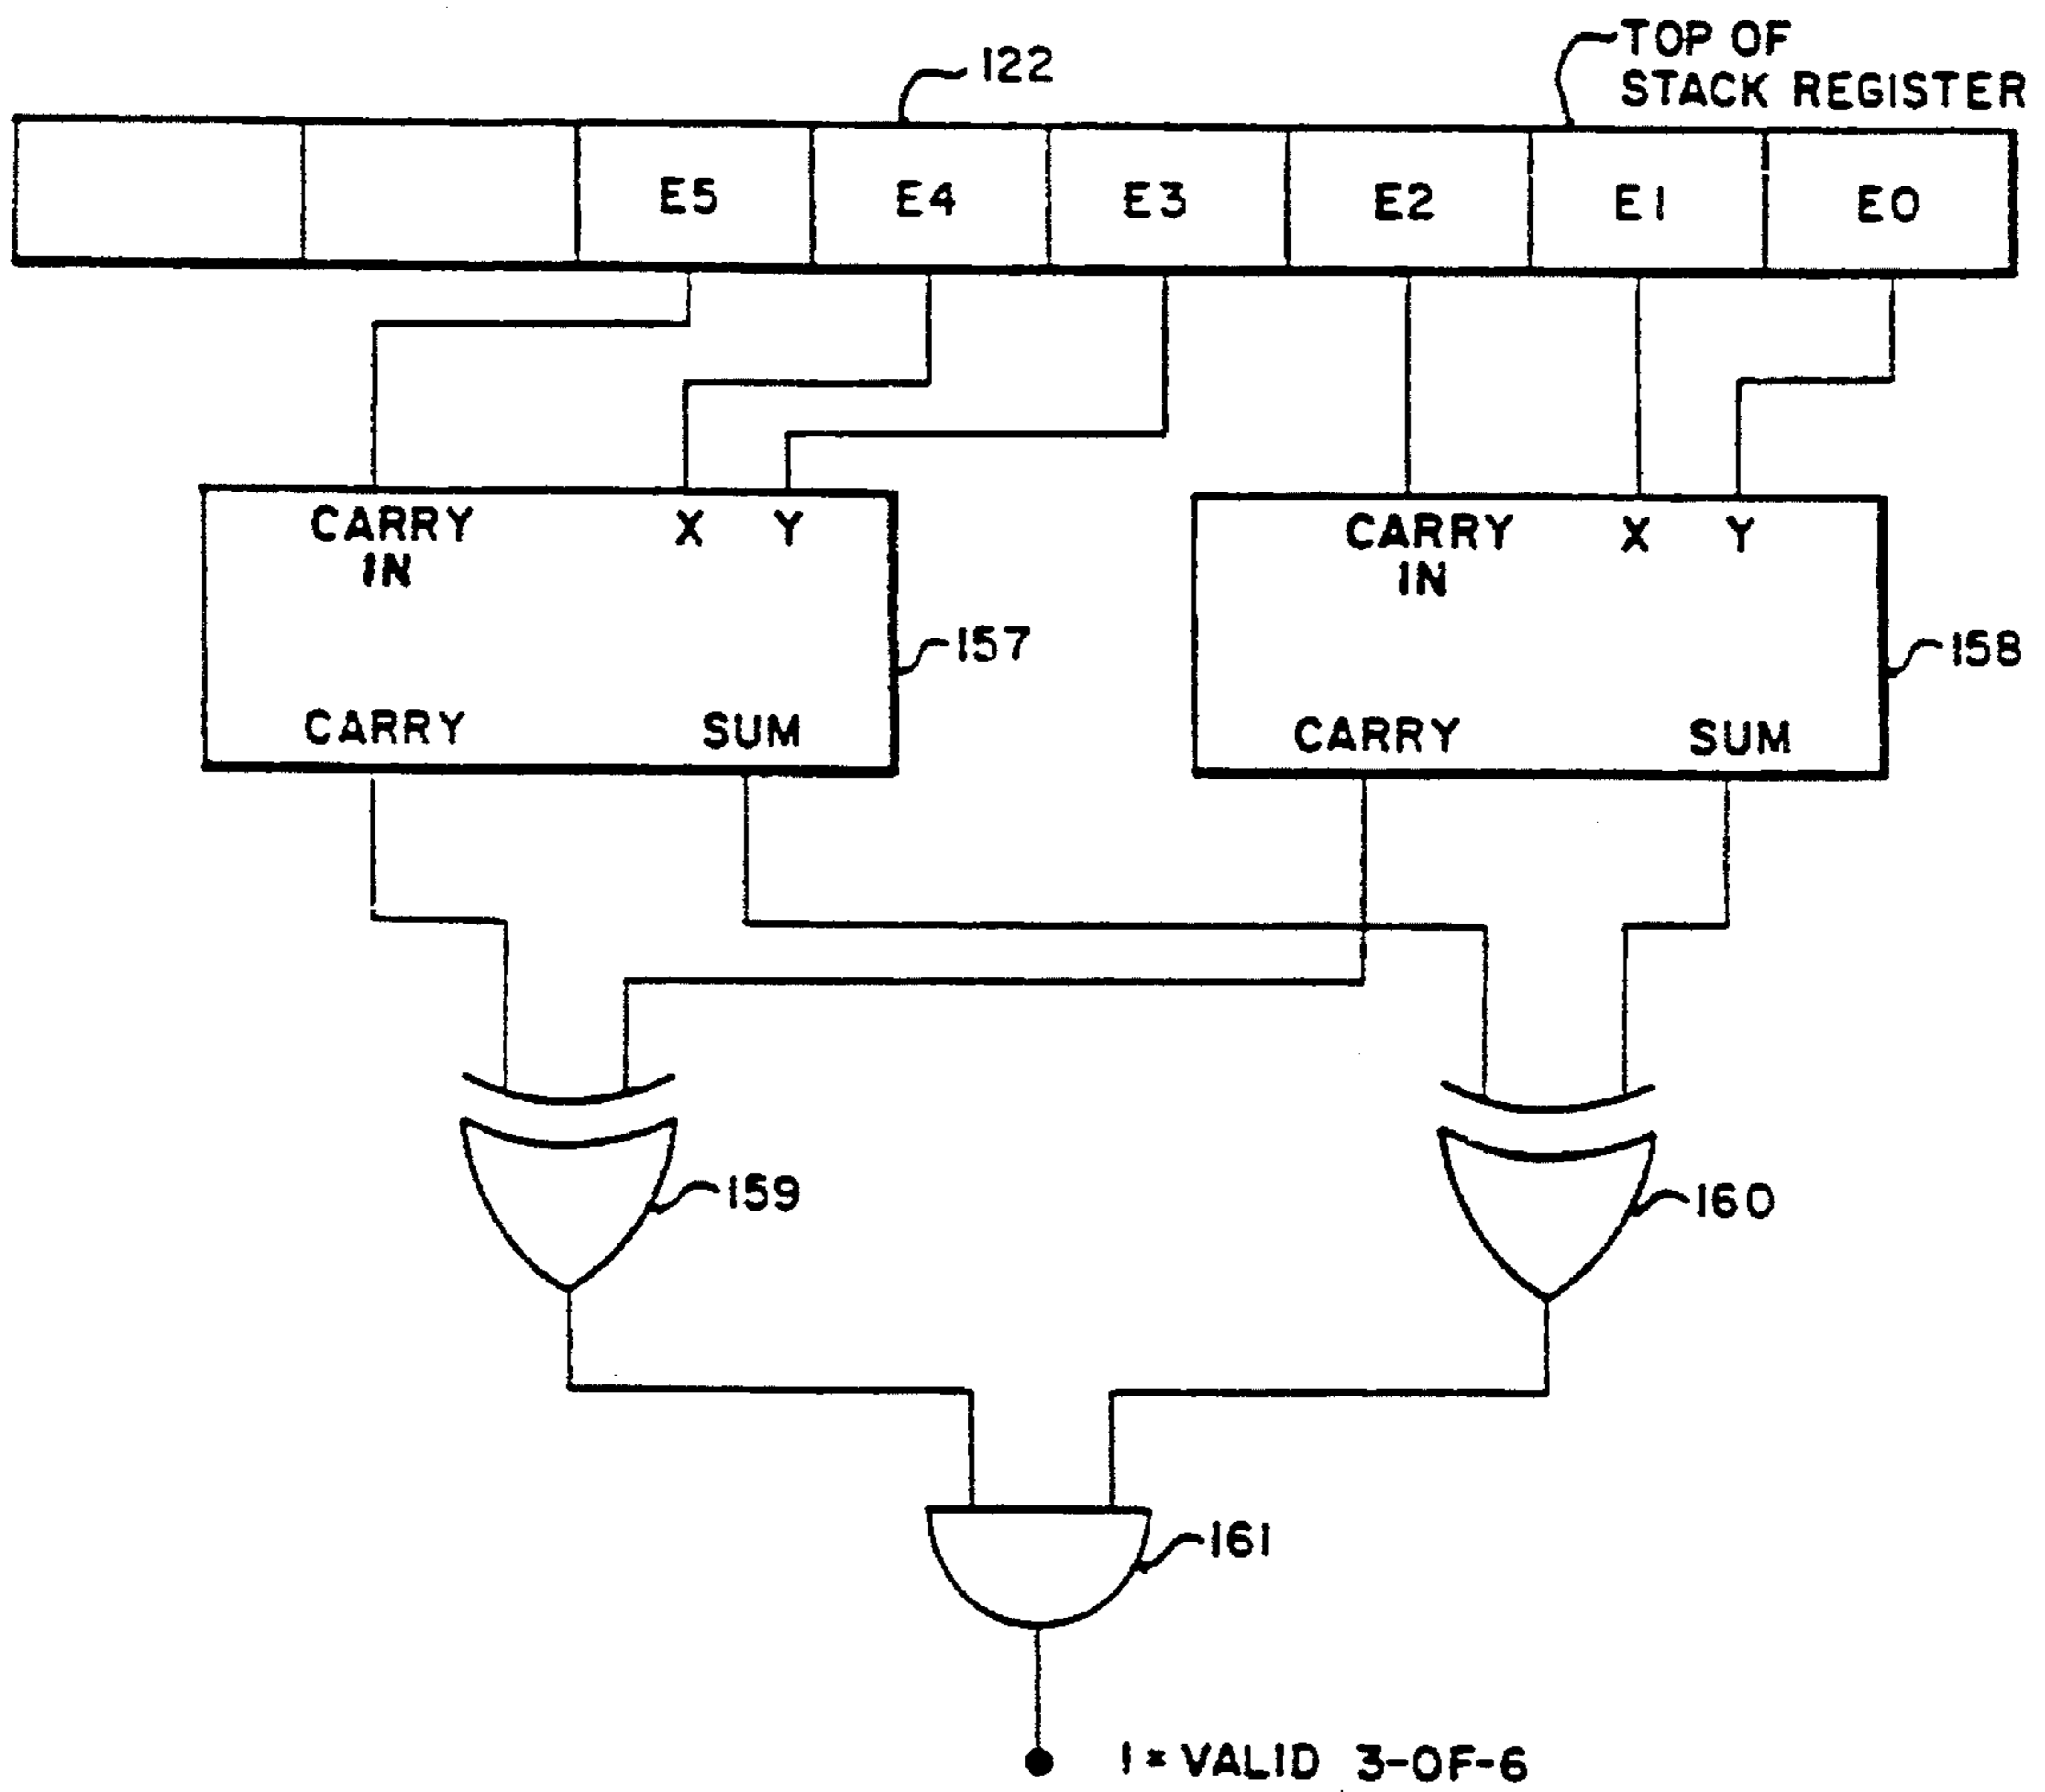 TOP OF
STACK REGISTER
122
E5 E4 E3 E2 E1 E0
CARRY IN X Y
CARRY SUM
157
CARRY IN X Y
CARRY SUM
158
159
160
161
1 = VALID 3-OF-6